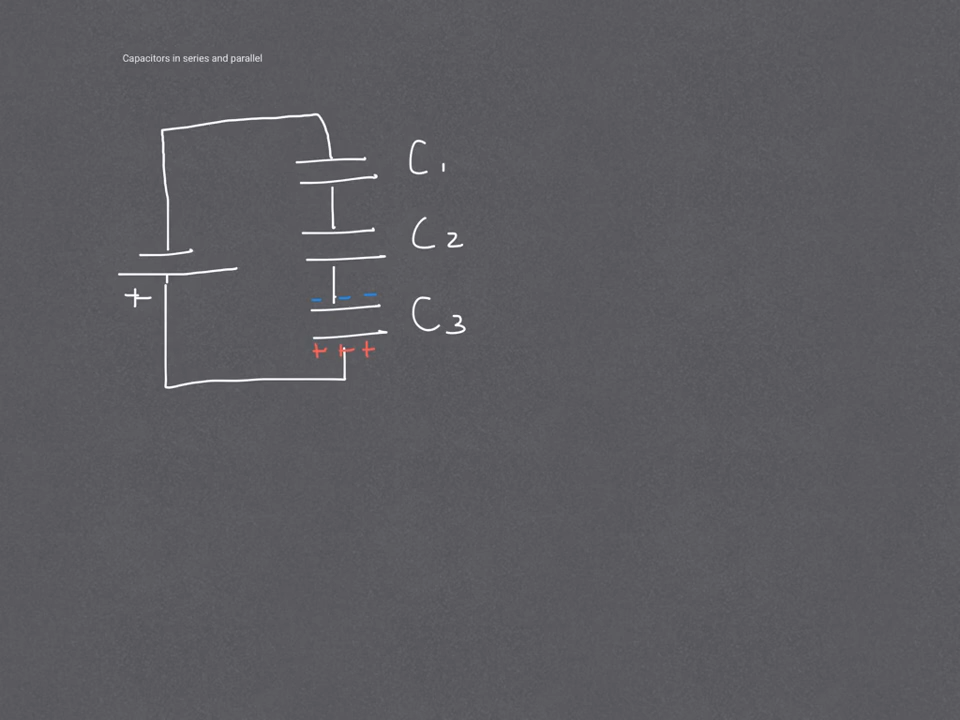 Capacitors in series and parallel
C1
C2
+
- - -
C3
+ + +